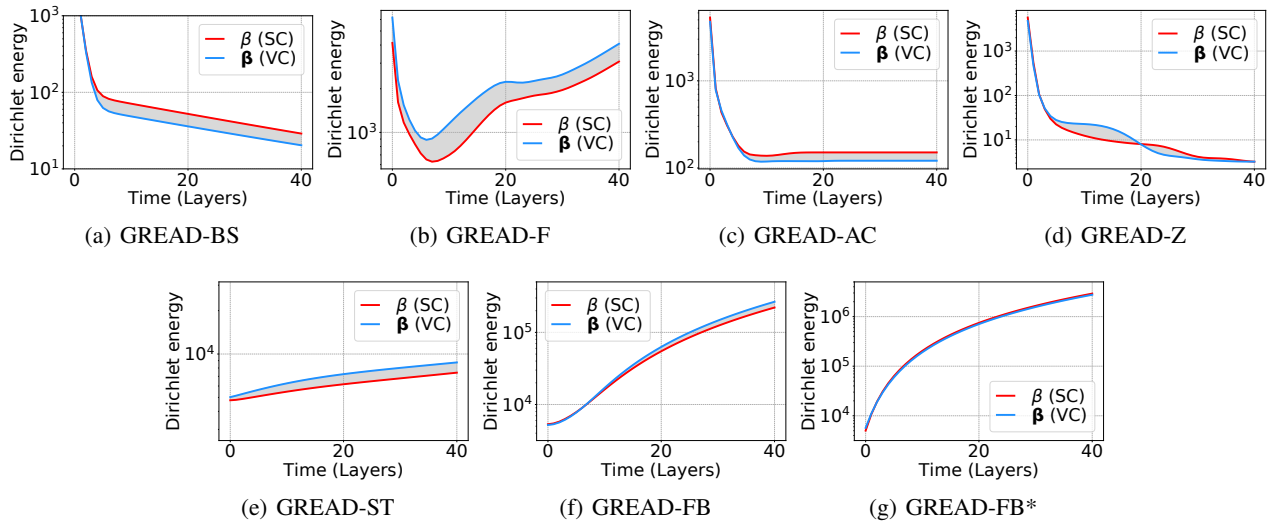 10³
10²
10¹
Dirichlet energy
β (SC)
𝛃 (VC)
0 20 40
Time (Layers)
(a) GREAD-BS
10³
Dirichlet energy
β (SC)
𝛃 (VC)
0 10 20 30 40
Time (Layers)
(b) GREAD-F
10³
10²
Dirichlet energy
β (SC)
𝛃 (VC)
0 20 40
Time (Layers)
(c) GREAD-AC
10³
10²
10¹
Dirichlet energy
β (SC)
𝛃 (VC)
0 20 40
Time (Layers)
(d) GREAD-Z
10⁴
Dirichlet energy
β (SC)
𝛃 (VC)
0 20 40
Time (Layers)
(e) GREAD-ST
10⁵
10⁴
Dirichlet energy
β (SC)
𝛃 (VC)
0 20 40
Time (Layers)
(f) GREAD-FB
10⁶
10⁵
10⁴
Dirichlet energy
β (SC)
𝛃 (VC)
0 20 40
Time (Layers)
(g) GREAD-FB*